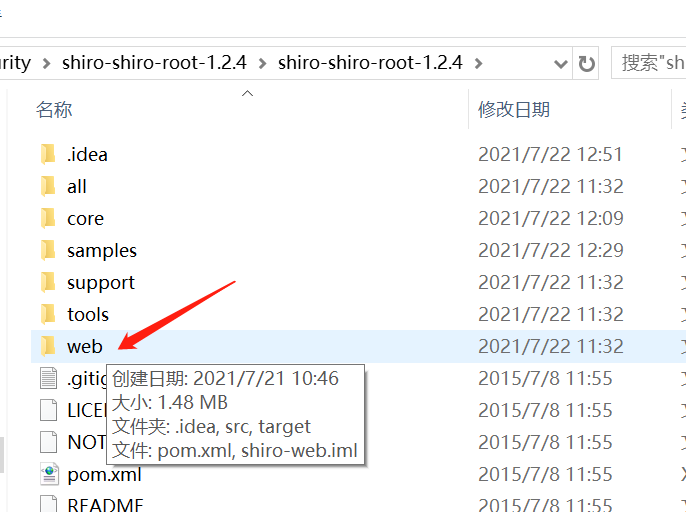 urity > shiro-shiro-root-1.2.4 > shiro-shiro-root-1.2.4 > 搜索"sh
名称 修改日期
.idea 2021/7/22 12:51
all 2021/7/22 11:32
core 2021/7/22 12:09
samples 2021/7/22 12:29
support 2021/7/22 11:32
tools 2021/7/22 11:32
web 2021/7/22 11:32
.gitig 2015/7/8 11:55
创建日期: 2021/7/21 10:46
大小: 1.48 MB
文件夹: .idea, src, target
文件: pom.xml, shiro-web.iml
LICE 2015/7/8 11:55
NOT 2015/7/8 11:55
pom.xml 2015/7/8 11:55
README 2015/7/8 11:55